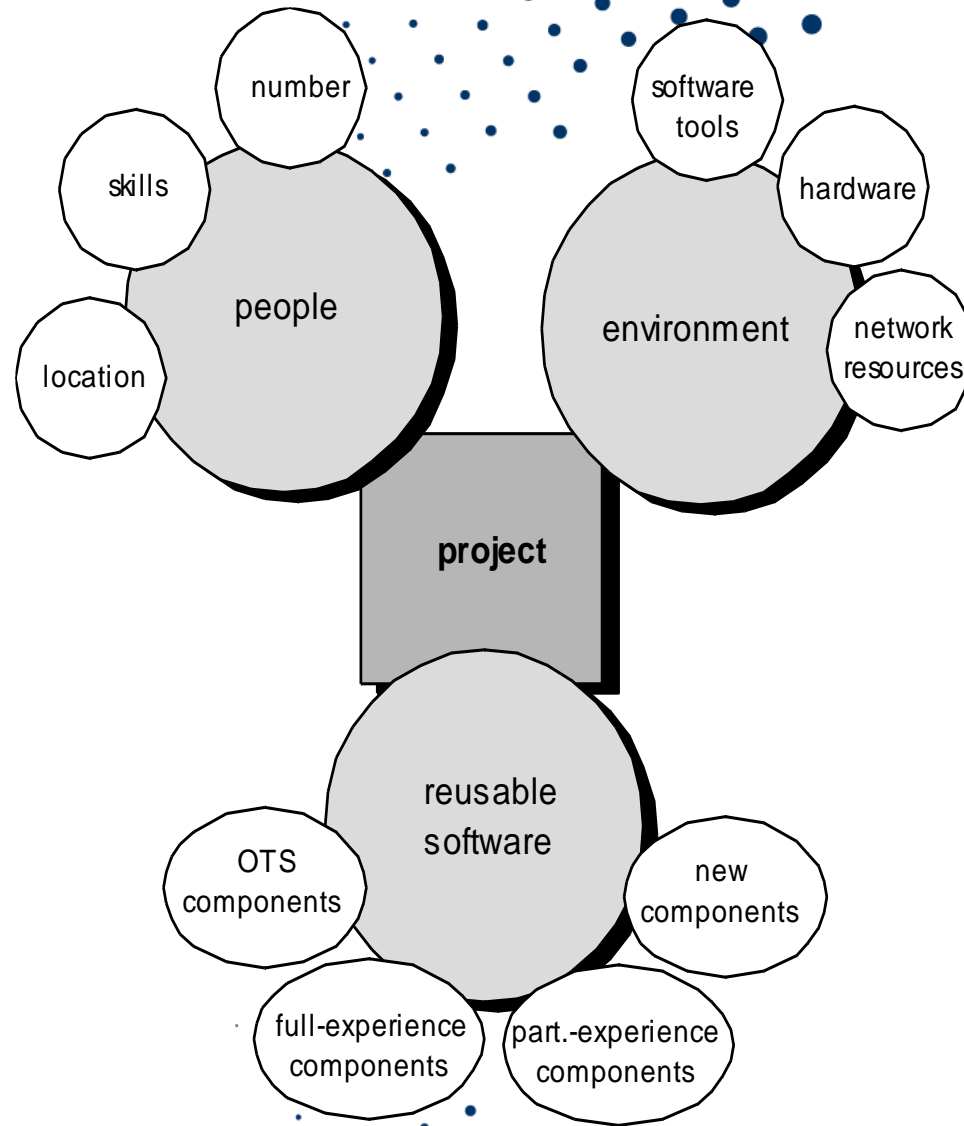 number
skills
location
people
software
tools
hardware
network
resources
environment
project
reusable
software
OTS
components
full-experience
components
part.-experience
components
new
components